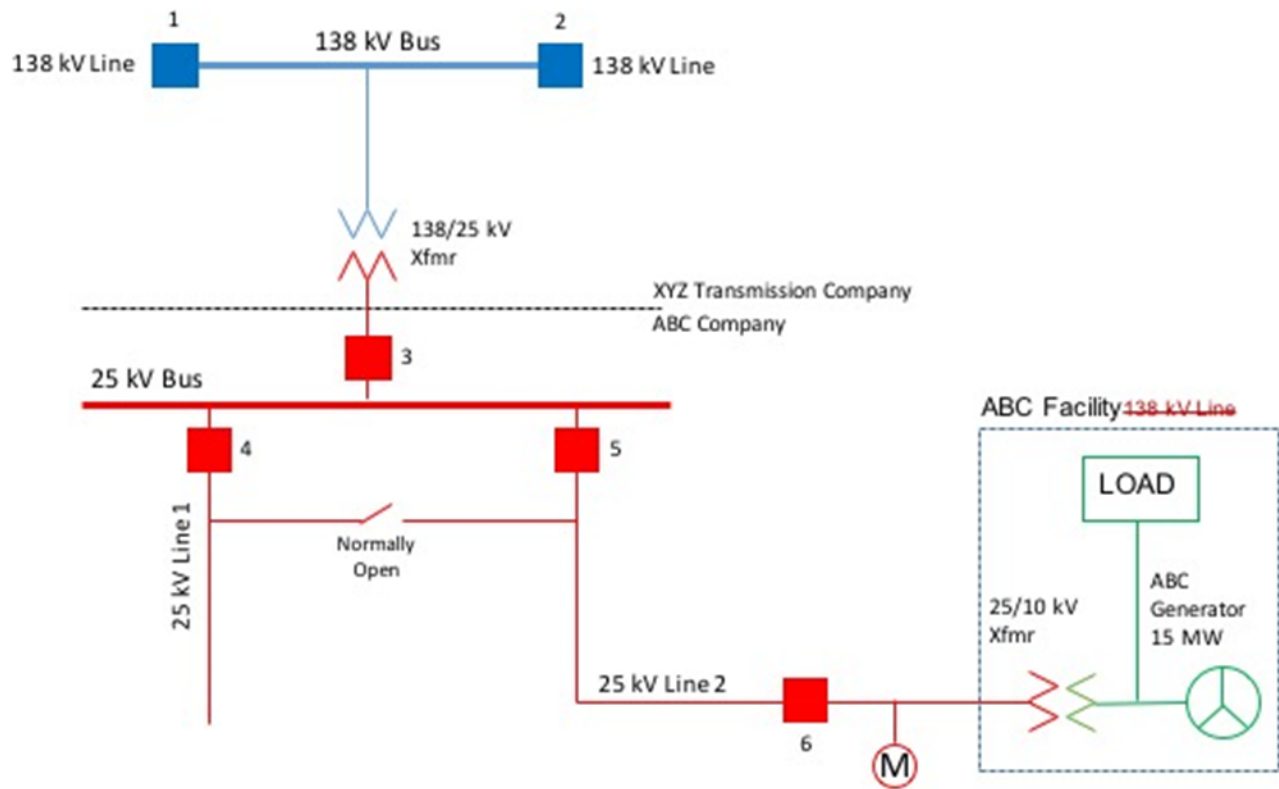 1
2
138 kV Bus
138 kV Line
138 kV Line
138/25 kV
Xfmr
XYZ Transmission Company
ABC Company
3
25 kV Bus
4
5
25 kV Line 1
Normally
Open
25 kV Line 2
6
M
ABC Facility 138 kV Line
LOAD
ABC
Generator
15 MW
25/10 kV
Xfmr